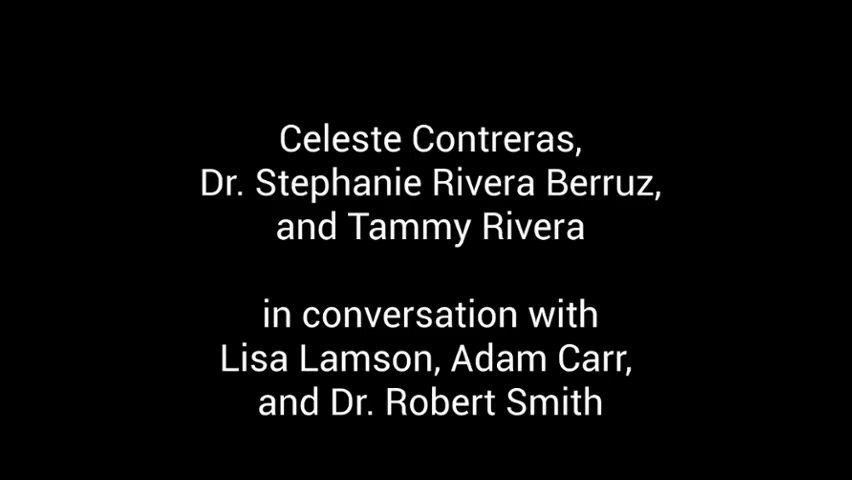 Celeste Contreras,
Dr. Stephanie Rivera Berruz,
and Tammy Rivera
in conversation with
Lisa Lamson, Adam Carr,
and Dr. Robert Smith